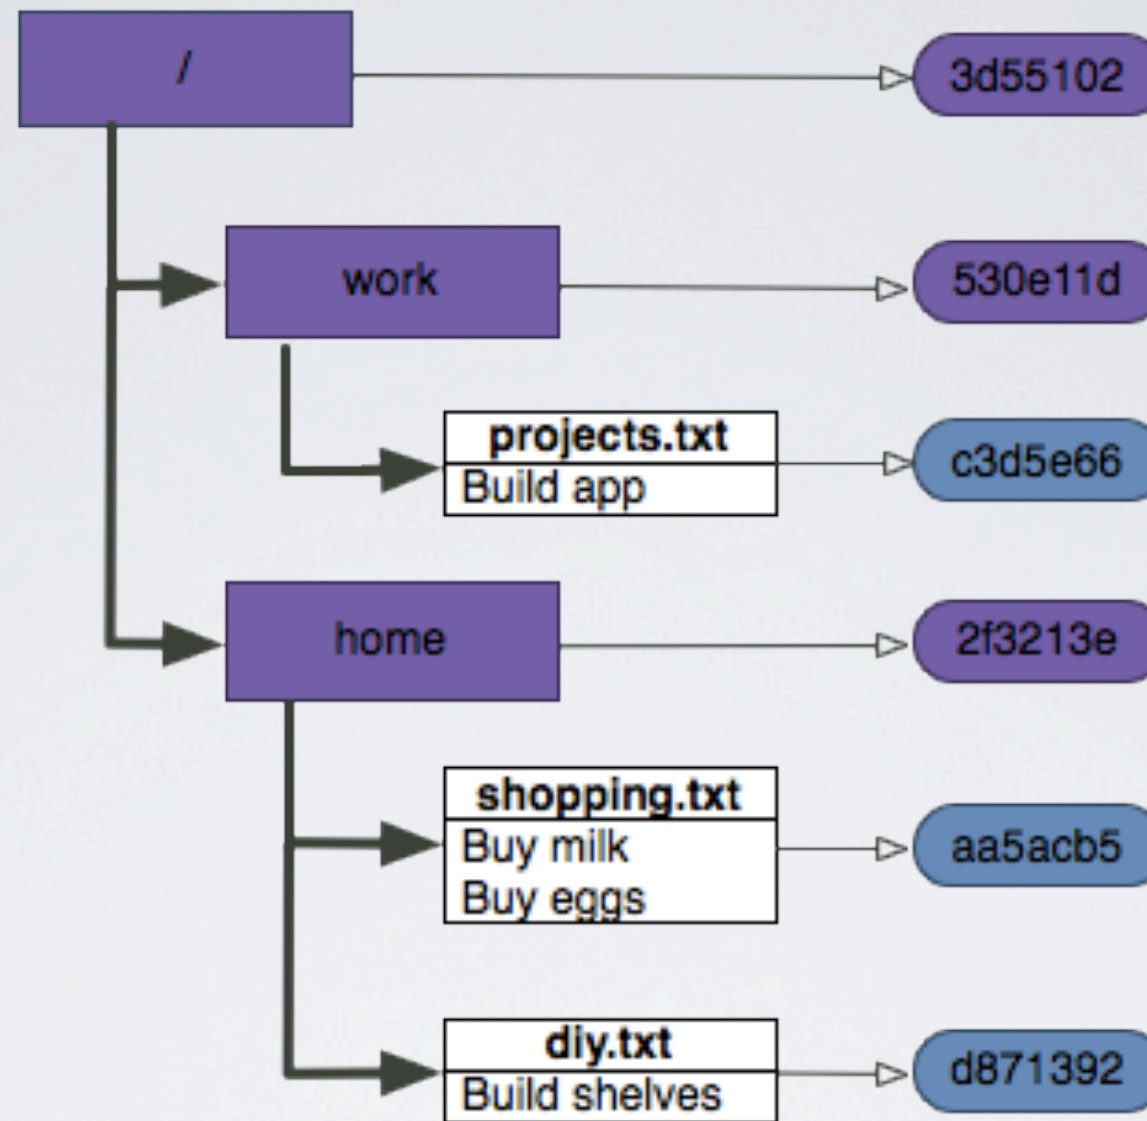 /
3d55102
work
530e11d
projects.txt
Build app
c3d5e66
home
2f3213e
shopping.txt
Buy milk
Buy eggs
aa5acb5
diy.txt
Build shelves
d871392